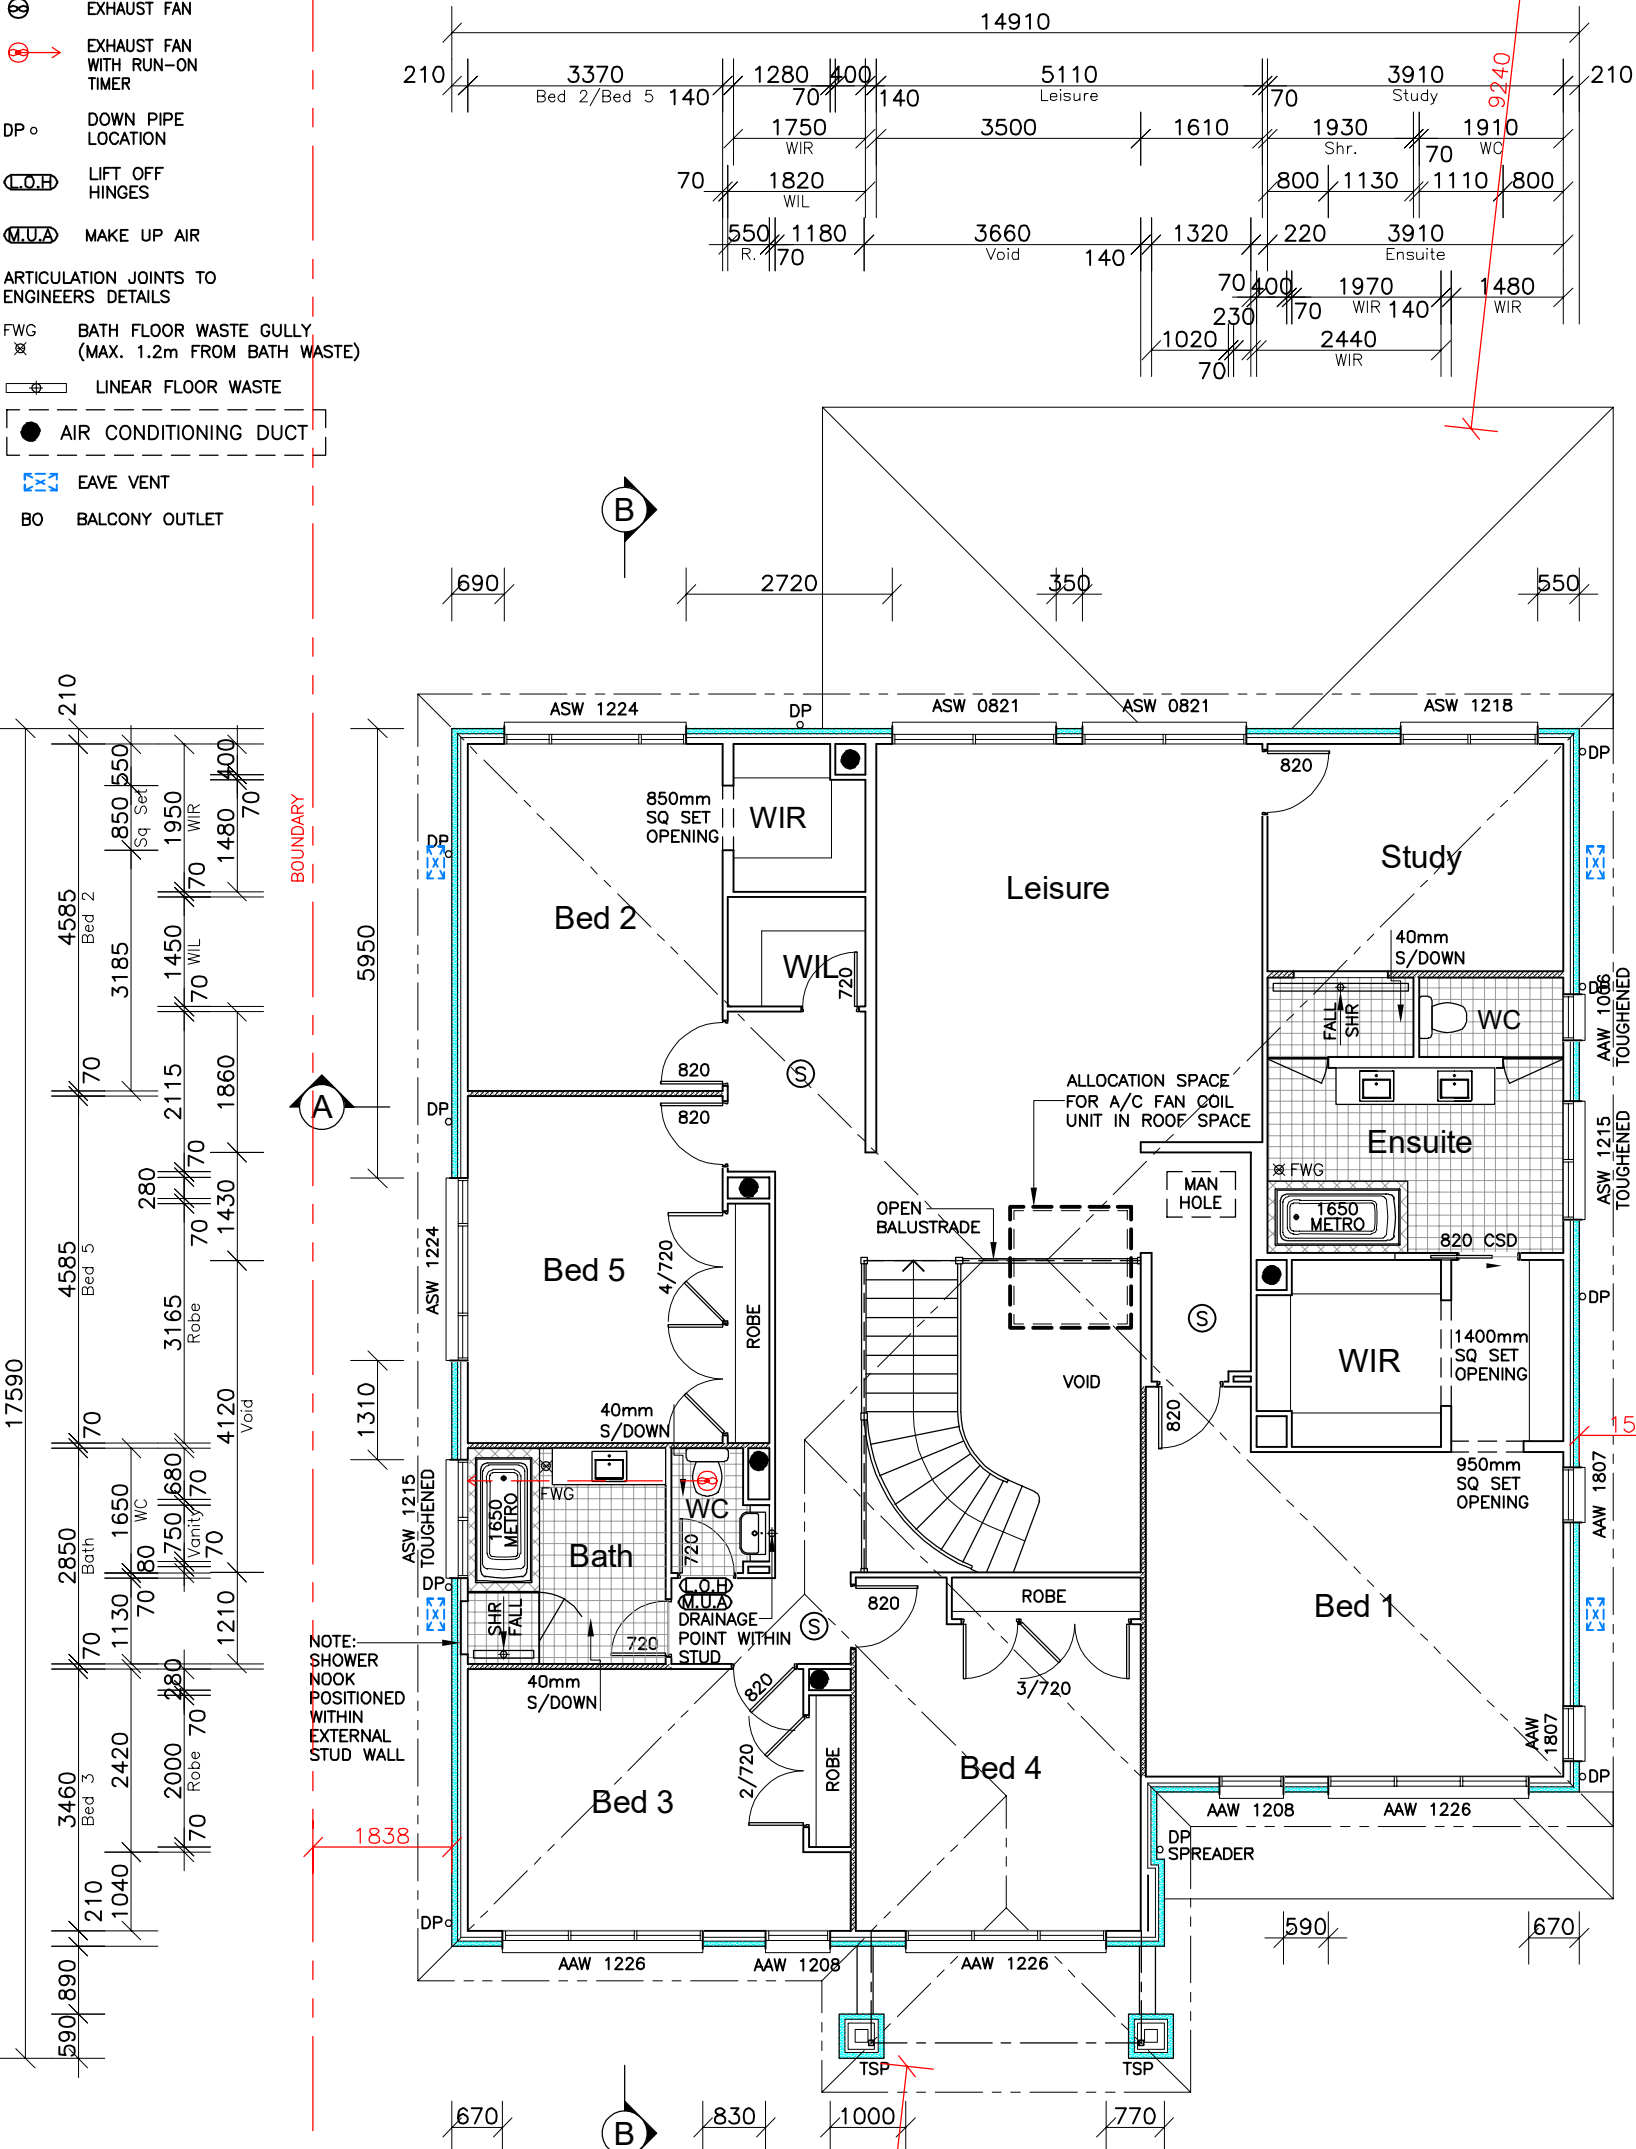 EXHAUST FAN
EXHAUST FAN
WITH RUN-ON
TIMER
DP
DOWN PIPE
LOCATION
L.O.H
LIFT OFF
HINGES
M.U.A
MAKE UP AIR
ARTICULATION JOINTS TO
ENGINEERS DETAILS
FWG
BATH FLOOR WASTE GULLY
(MAX. 1.2m FROM BATH WASTE)
LINEAR FLOOR WASTE
AIR CONDITIONING DUCT
EAVE VENT
BO
BALCONY OUTLET
14910
210 3370 1280 400 5110 3910 210
Bed 2/Bed 5 140 70 140 Leisure 70 Study
9240
1750 3500 1610 1930 1910
WIR Shr. 70 WC
70 1820 800 1130 1110 800
WIL
550 1180 3660 1320 220 3910
R. 70 Void 140 Ensuite
70 400 1970 1480
230 70 WIR 140 WIR
1020 2440
70 WIR
B
690 2720 350 550
210
ASW 1224 DP ASW 0821 ASW 0821 ASW 1218
DP
820
550
850
Sq Set
1950
WIR
400
1480
70
BOUNDARY
DP
850mm
SQ SET
OPENING
WIR
Study
Leisure
4585
Bed 2
3185
1450
WIL
70
70
5950
Bed 2
WIL
720
40mm
S/DOWN
DP
AAW 1006
TOUGHENED
FALL
SHR
WC
70
2115
1860
820
S
ALLOCATION SPACE
FOR A/C FAN COIL
UNIT IN ROOF SPACE
A
DP
820
Ensuite
ASW 1215
TOUGHENED
FWG
MAN
HOLE
1650
METRO
70
280
70
1430
OPEN
BALUSTRADE
820 CSD
4585
Bed 5
ASW 1224
Bed 5
4/720
ROBE
DP
3165
Robe
S
1400mm
SQ SET
OPENING
WIR
17590
4120
Void
1310
VOID
820
40mm
S/DOWN
15
70
950mm
SQ SET
OPENING
AAW 1807
2850
Bath
1650
WC
680
70
750
Vanity
80
70
ASW 1215
TOUGHENED
1650
METRO
FWG
WC
Bath
720
DP
L.O.H
M.U.A
DRAINAGE
POINT WITHIN
STUD
70
1130
70
1210
SHR
FALL
720
S
820
ROBE
3/720
Bed 1
NOTE:
SHOWER
NOOK
POSITIONED
WITHIN
EXTERNAL
STUD WALL
40mm
S/DOWN
820
280
70
2420
2000
Robe
70
3460
Bed 3
2/720
ROBE
Bed 3
Bed 4
AAW
1807
DP
AAW 1208 AAW 1226
1838
DP
SPREADER
210
1040
DP
590 670
AAW 1226 AAW 1208 AAW 1226
890
590
TSP TSP
670 830 1000 770
B